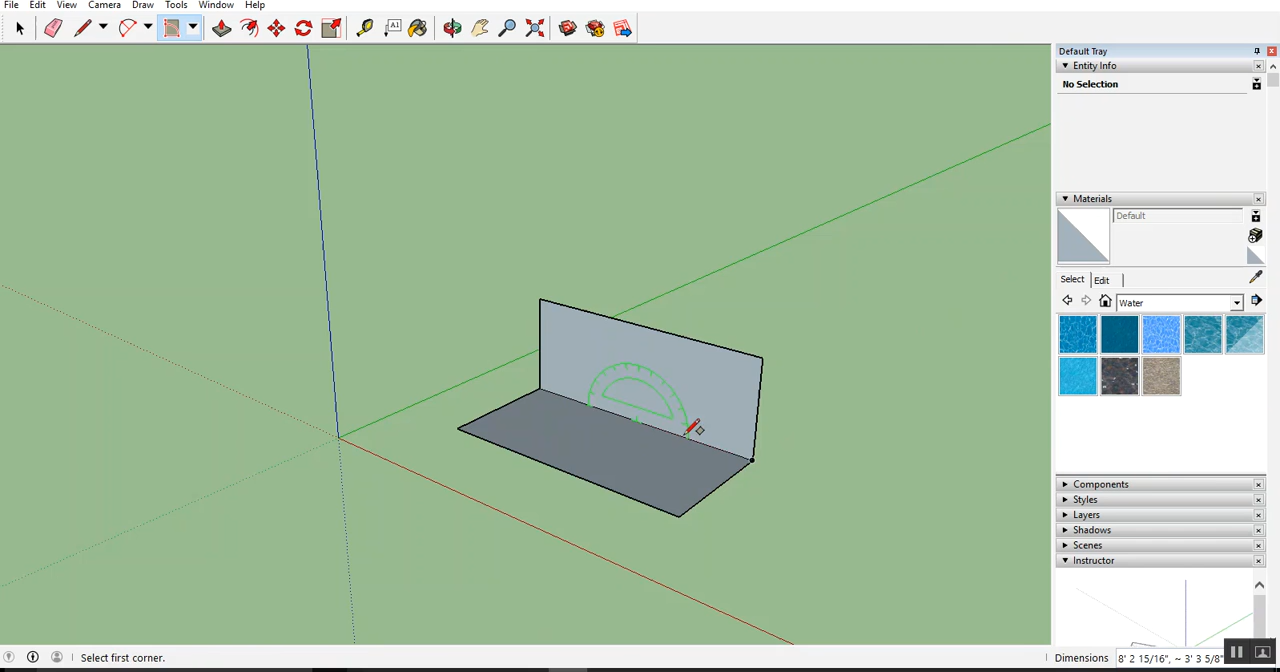 File Edit View Camera Draw Tools Window Help
A1
Default Tray
Entity Info
No Selection
Materials
Default
Select Edit
Water
Components
Styles
Layers
Shadows
Scenes
Instructor
Select first corner.
Dimensions 8' 2 15/16", ~ 3' 3 5/8"